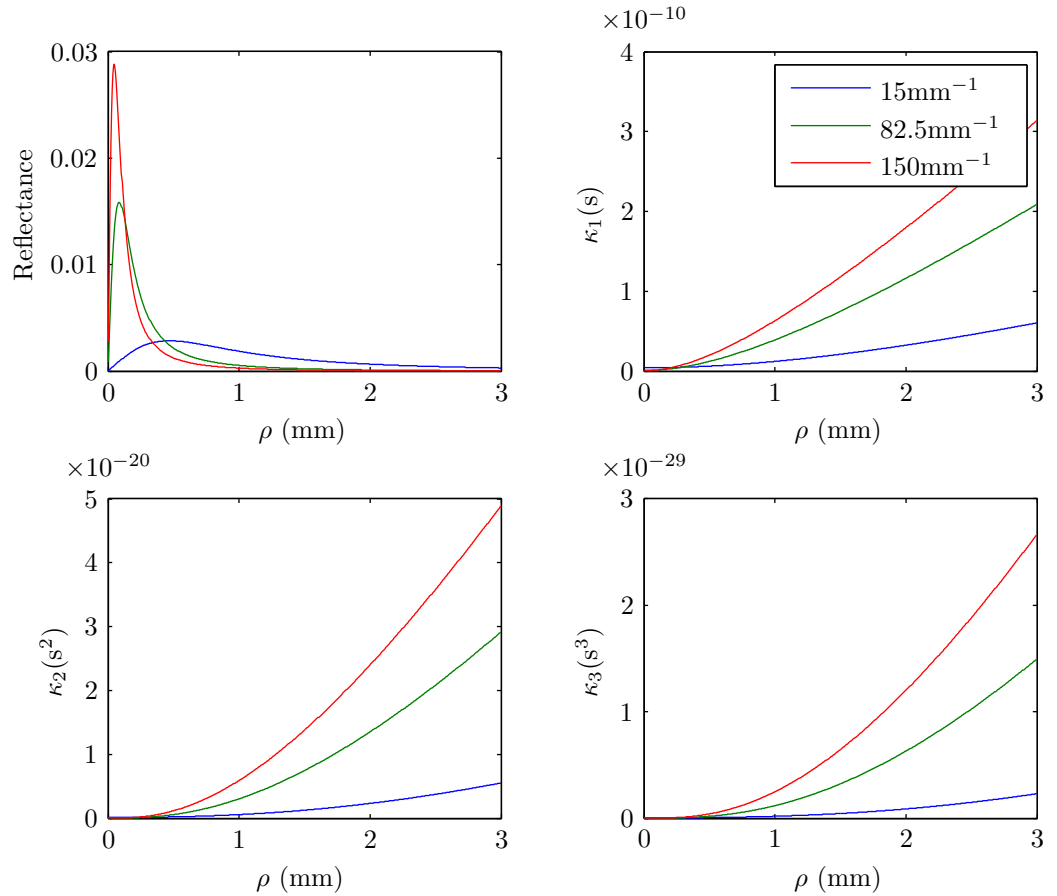 0.03
0.02
0.01
0
Reflectance
0 1 2 3
ρ (mm)
×10⁻¹⁰
4
3
2
1
0
κ₁(s)
15mm⁻¹
82.5mm⁻¹
150mm⁻¹
0 1 2 3
ρ (mm)
×10⁻²⁰
5
4
3
2
1
0
κ₂(s²)
0 1 2 3
ρ (mm)
×10⁻²⁹
3
2
1
0
κ₃(s³)
0 1 2 3
ρ (mm)